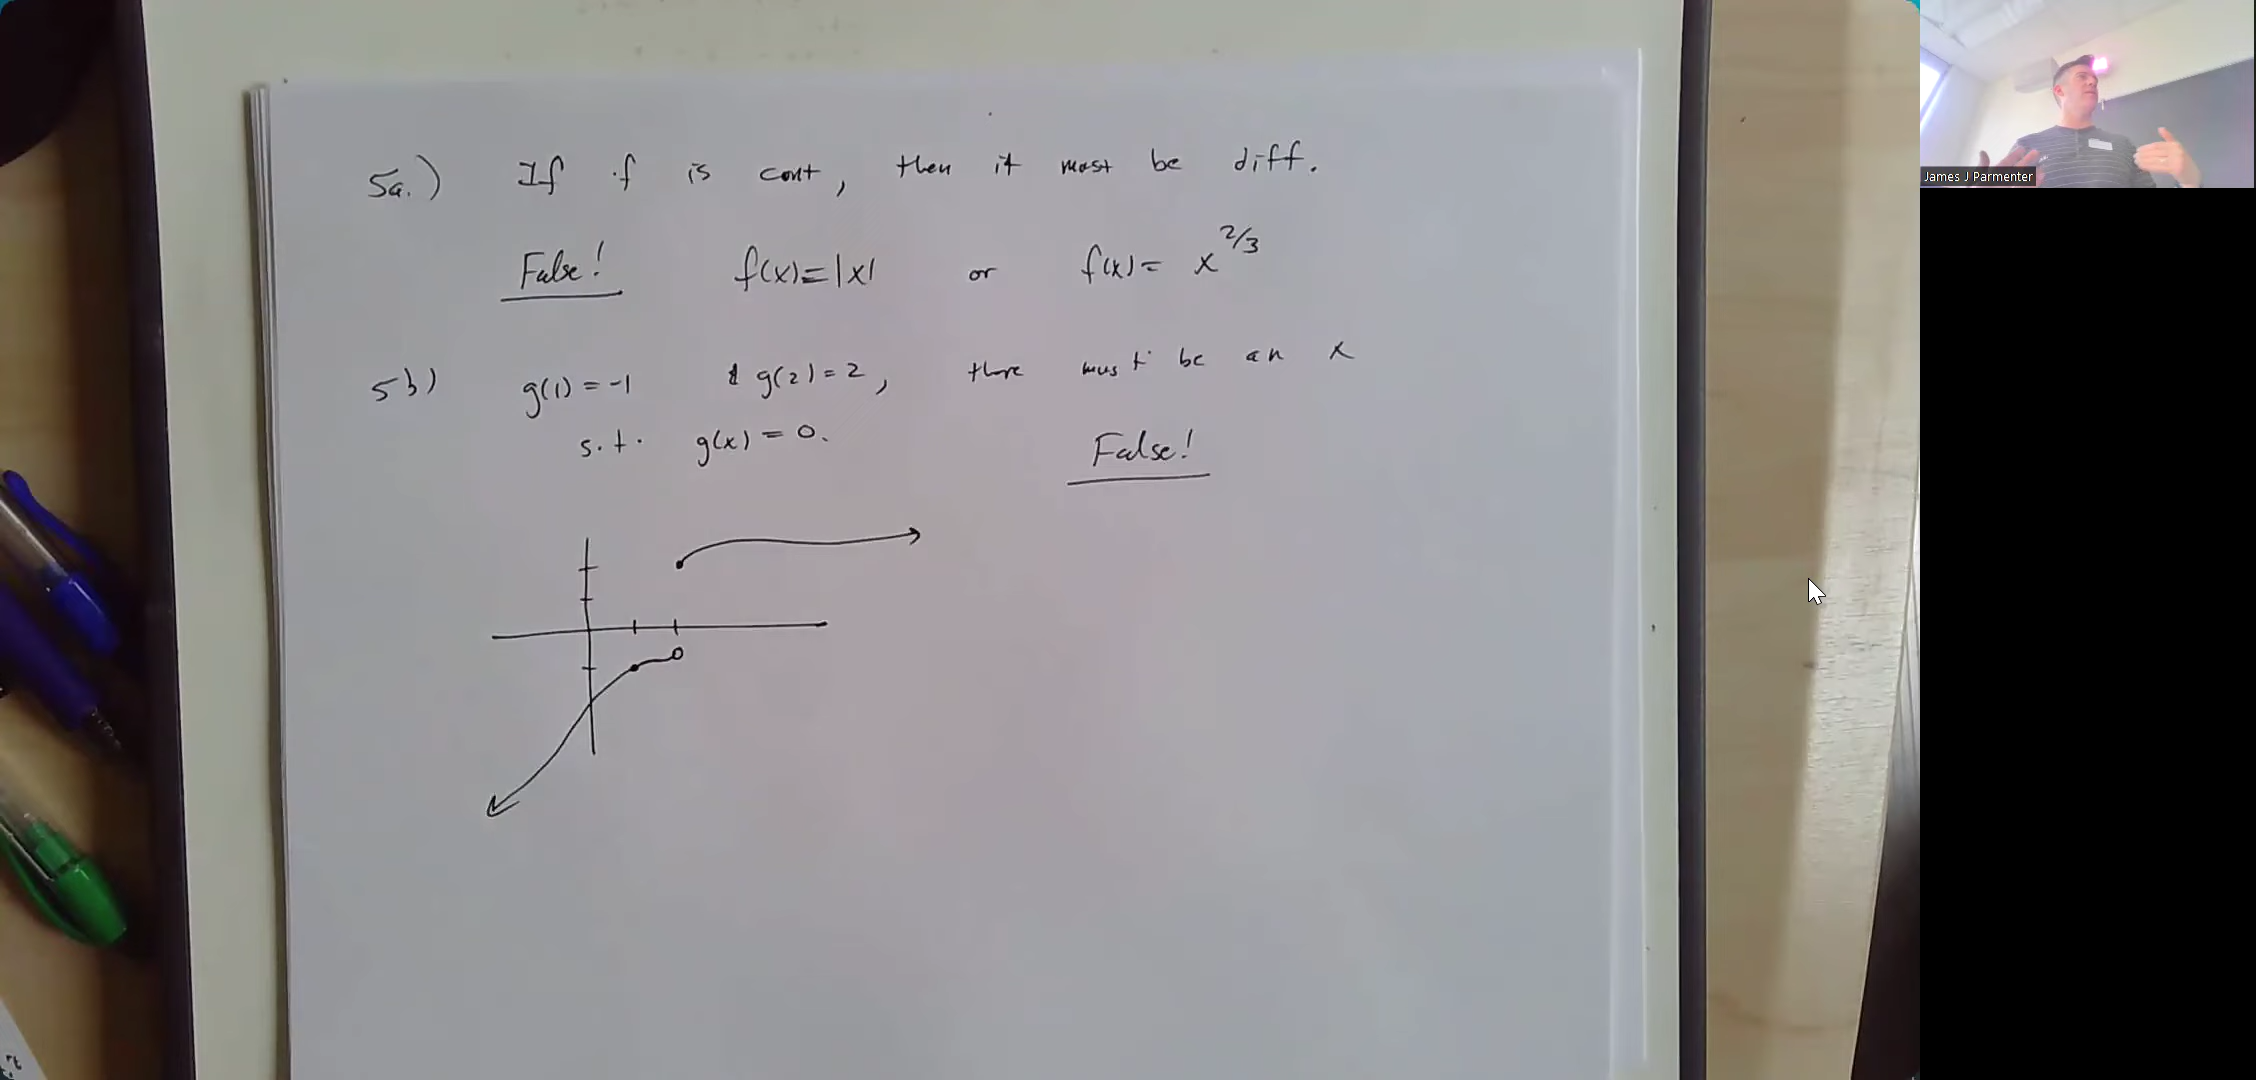 5a.) If f is cont, then it must be diff.
False! f(x)=|x| or f(x)= x^2/3
5b) g(1) = -1 & g(2) = 2, there must be an x
s.t. g(x) = 0. False!
James J Parmenter